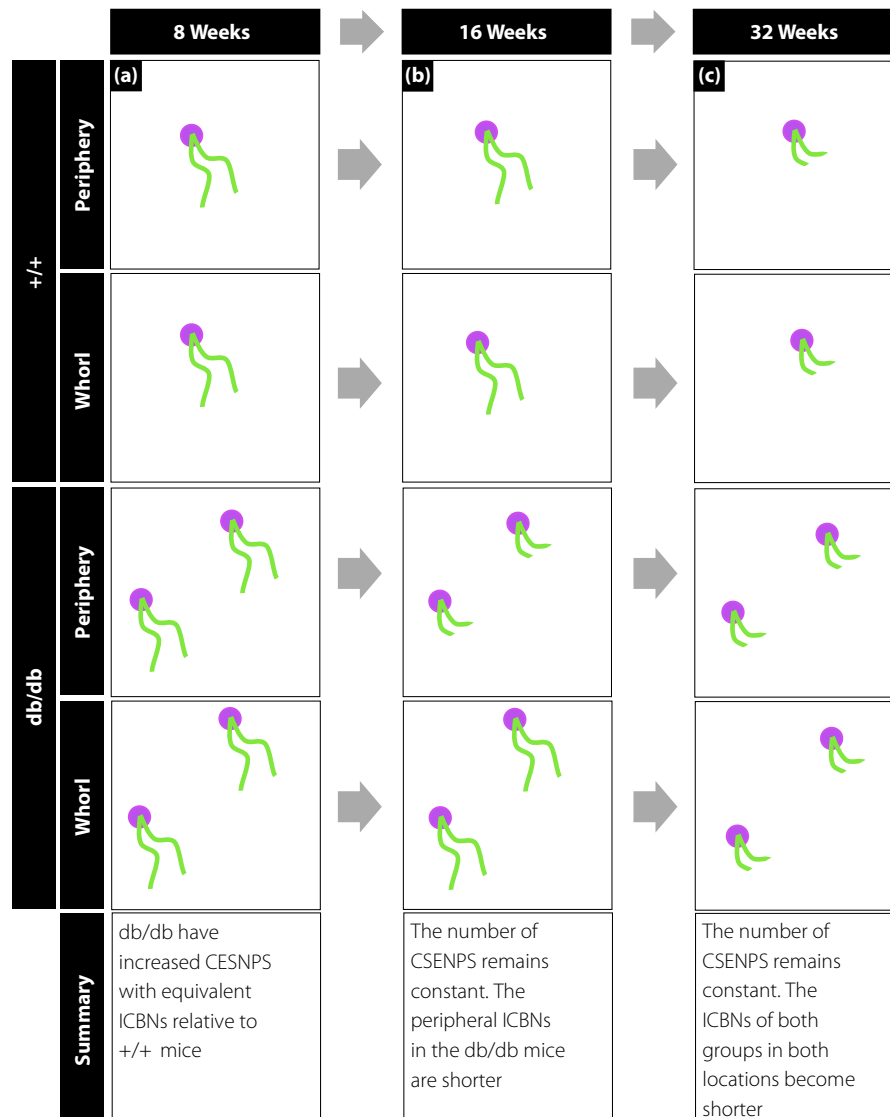 8 Weeks
16 Weeks
32 Weeks
+/+
Periphery
(a)
(b)
(c)
Whorl
db/db
Periphery
Whorl
Summary
db/db have
increased CESNPS
with equivalent
ICBNs relative to
+/+ mice
The number of
CSENPS remains
constant. The
peripheral ICBNs
in the db/db mice
are shorter
The number of
CSENPS remains
constant. The
ICBNs of both
groups in both
locations become
shorter